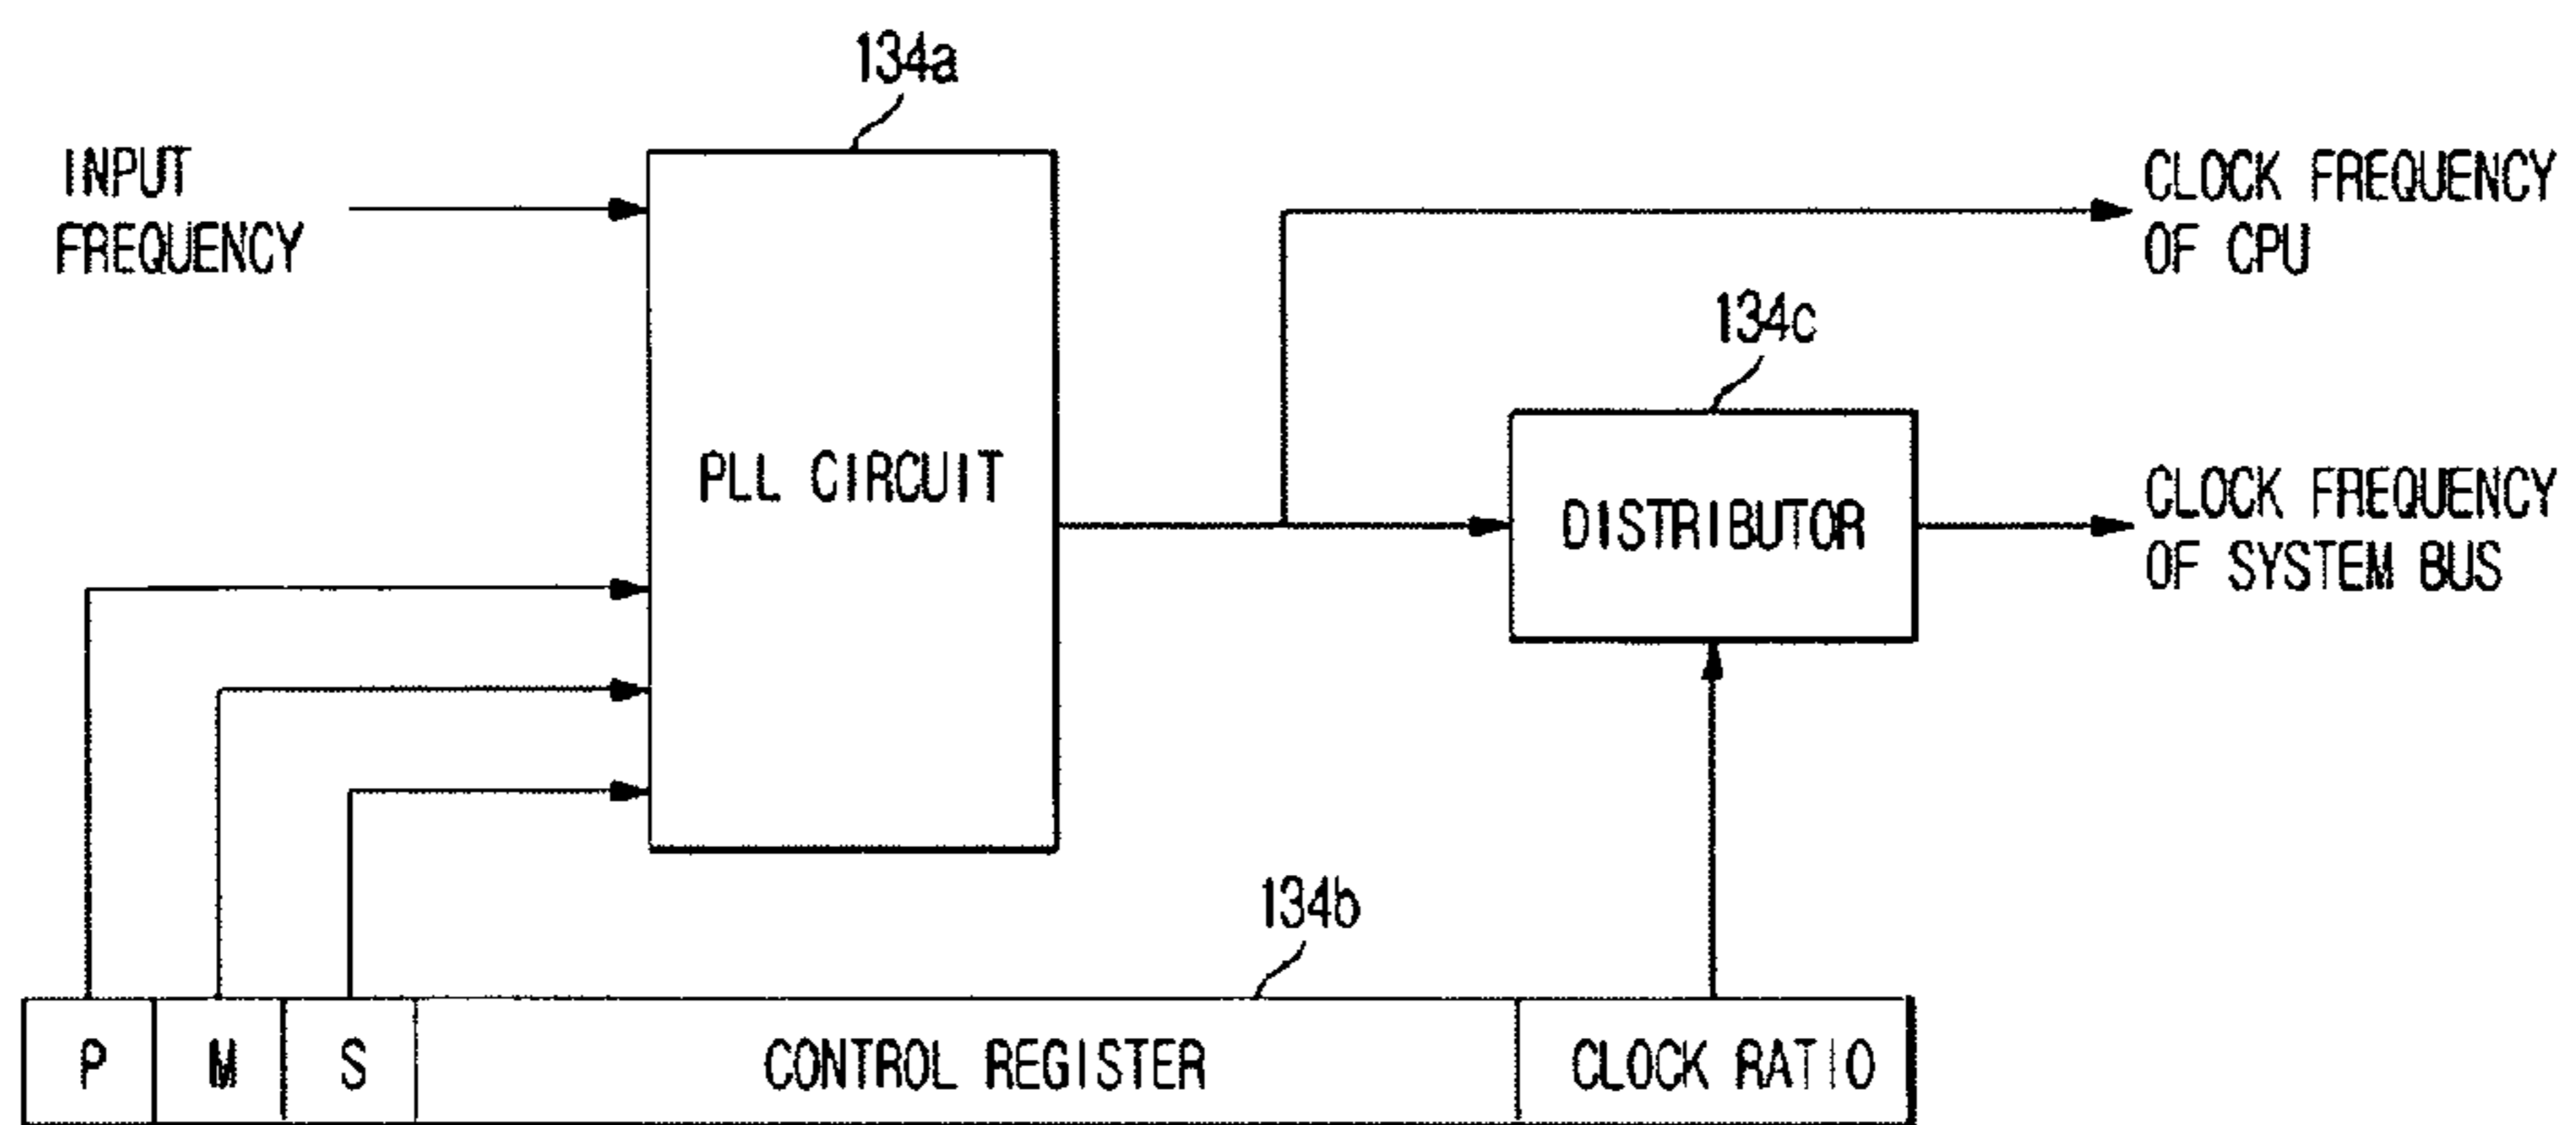 134a
INPUT
FREQUENCY
CLOCK FREQUENCY
OF CPU
134c
PLL CIRCUIT
DISTRIBUTOR
CLOCK FREQUENCY
OF SYSTEM BUS
134b
P M S CONTROL REGISTER CLOCK RATIO